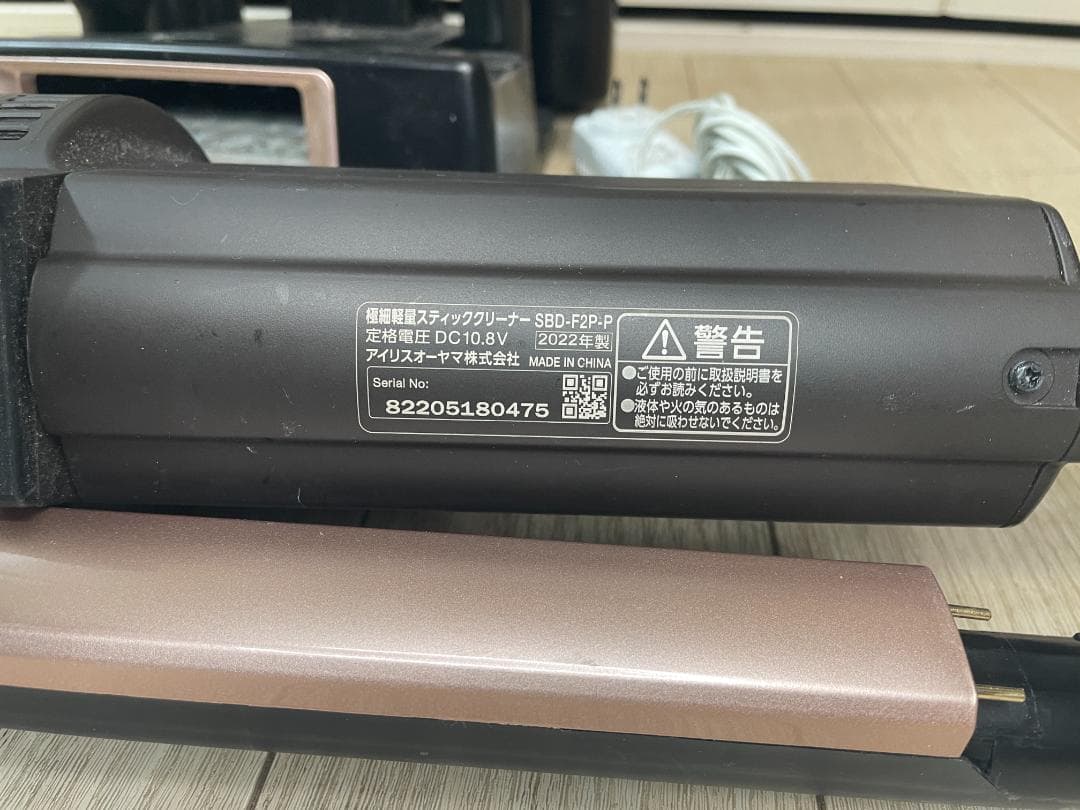 極細軽量スティッククリーナー SBD-F2P-P
定格電圧 DC10.8V 2022年製
アイリスオーヤマ株式会社 MADE IN CHINA
Serial No:
82205180475
警告
●ご使用の前に取扱説明書を
必ずお読みください。
●液体や火の気のあるものは
絶対に吸わせないでください。